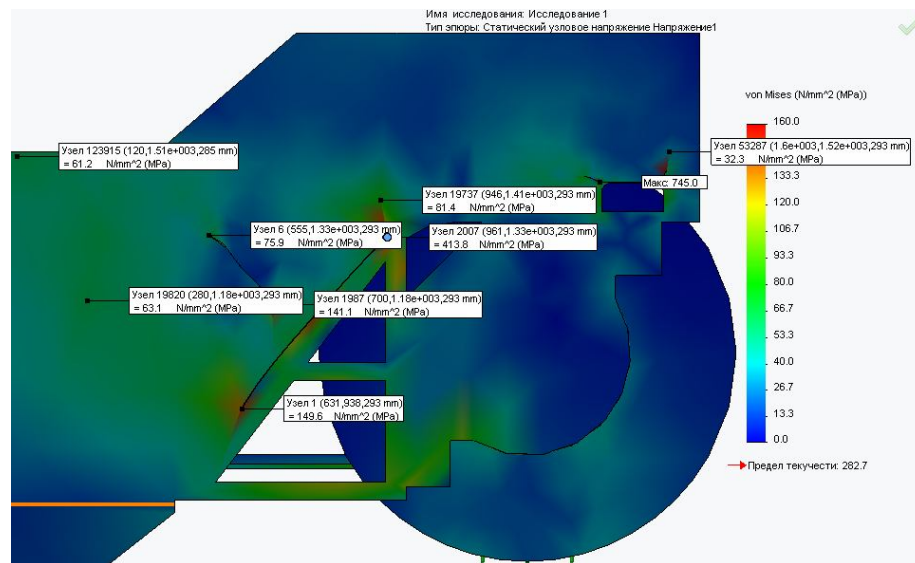 Имя исследования: Исследование 1
Тип эпюры: Статический узловое напряжение Напряжение1
von Mises (N/mm^2 (MPa))
160.0
133.3
106.7
93.3
80.0
66.7
53.3
40.0
26.7
13.3
0.0
Предел текучести: 282.7
Узел 123915 (120,1.51e+003,285 mm)
= 61.2 N/mm^2 (MPa)
Узел 53287 (1.6e+003,1.52e+003,293 mm)
= 32.3 N/mm^2 (MPa)
Макс: 745.0
Узел 19737 (946,1.41e+003,293 mm)
= 81.4 N/mm^2 (MPa)
Узел 6 (555,1.33e+003,293 mm)
= 75.9 N/mm^2 (MPa)
Узел 2007 (961,1.33e+003,293 mm)
= 413.8 N/mm^2 (MPa)
Узел 19820 (280,1.18e+003,293 mm)
= 63.1 N/mm^2 (MPa)
Узел 1987 (700,1.18e+003,293 mm)
= 141.1 N/mm^2 (MPa)
Узел 1 (631,938,293 mm)
= 149.6 N/mm^2 (MPa)